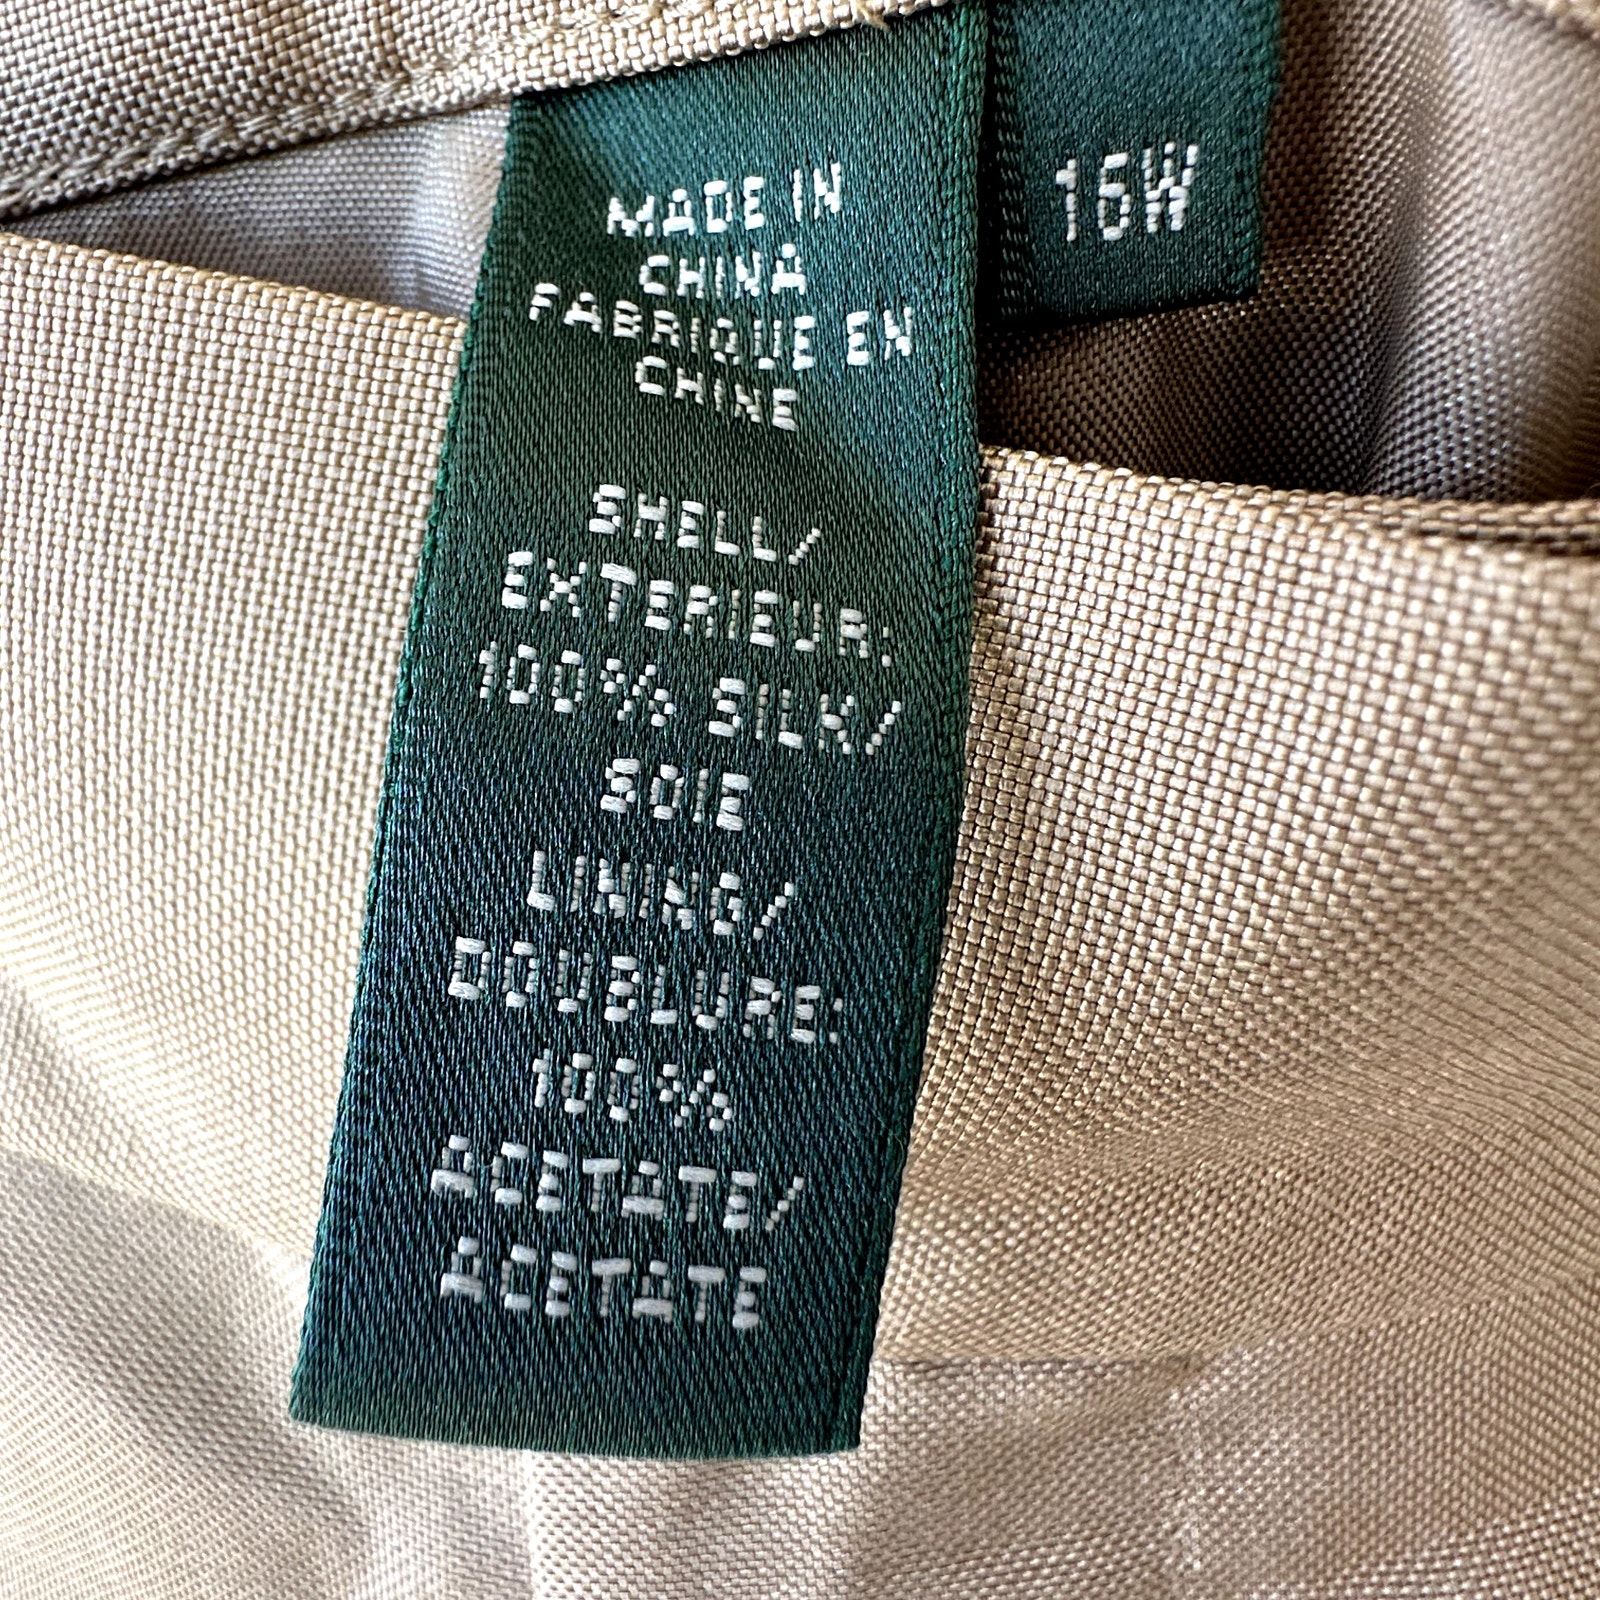 MADE IN
CHINA
FABRIQUE EN
CHINE
SHELL/
EXTERIEUR:
100% SILK/
SOIE
LINING/
DOUBLURE:
100%
ACETATE/
ACETATE
16W